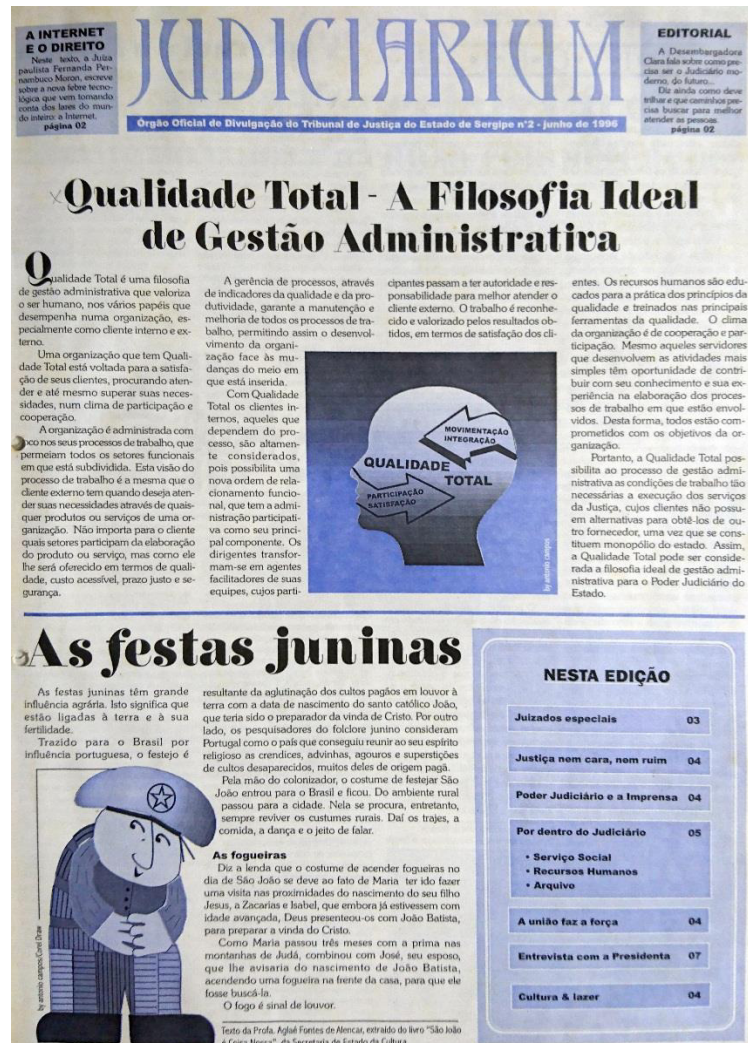 A INTERNET
E O DIREITO
Neste texto, a Juíza
paulista Fernanda Per-
nambuco Moron, escreve
sobre a nova febre tecno-
lógica que vem tomando
conta dos lares do mun-
do inteiro: a Internet.
página 02
JUDICIARIUM
Órgão Oficial de Divulgação do Tribunal de Justiça do Estado de Sergipe nº2 - junho de 1996
EDITORIAL
A Desembargadora
Clara fala sobre como pre-
cisa ser o Judiciário mo-
derno, do futuro...
Diz ainda como deve
trilhar e que caminhos pre-
cisa buscar para melhor
atender as pessoas.
página 02
Qualidade Total - A Filosofia Ideal
de Gestão Administrativa
Qualidade Total é uma filosofia
de gestão administrativa que valoriza
o ser humano, nos vários papéis que
desempenha numa organização, es-
pecialmente como cliente interno e ex-
terno.
Uma organização que tem Quali-
dade Total está voltada para a satisfa-
ção de seus clientes, procurando aten-
der e até mesmo superar suas neces-
sidades, num clima de participação e
cooperação.
A organização é administrada com
foco nos seus processos de trabalho, que
permeiam todos os setores funcionais
em que está subdividida. Esta visão do
processo de trabalho é a mesma que o
cliente externo tem quando deseja aten-
der suas necessidades através de quais-
quer produtos ou serviços de uma or-
ganização. Não importa para o cliente
quais setores participam da elaboração
do produto ou serviço, mas como ele
lhe será oferecido em termos de quali-
dade, custo acessível, prazo justo e se-
gurança.
A gerência de processos, através
de indicadores da qualidade e da pro-
dutividade, garante a manutenção e
melhoria de todos os processos de tra-
balho, permitindo assim o desenvol-
vimento da organi-
zação face às mu-
danças do meio em
que está inserida.
Com Qualidade
Total os clientes in-
ternos, aqueles que
dependem do pro-
cesso, são altamen-
te considerados,
pois possibilita uma
nova ordem de rela-
cionamento funcio-
nal, que tem a admi-
nistração participati-
va como seu princi-
pal componente. Os
dirigentes transfor-
mam-se em agentes
facilitadores de suas
equipes, cujos parti-
cipantes passam a ter autoridade e res-
ponsabilidade para melhor atender o
cliente externo. O trabalho é reconhe-
cido e valorizado pelos resultados ob-
tidos, em termos de satisfação dos cli-
MOVIMENTAÇÃO
INTEGRAÇÃO
QUALIDADE
TOTAL
PARTICIPAÇÃO
SATISFAÇÃO
by antonio campos
entes. Os recursos humanos são edu-
cados para a prática dos princípios da
qualidade e treinados nas principais
ferramentas da qualidade. O clima
da organização é de cooperação e par-
ticipação. Mesmo aqueles servidores
que desenvolvem as atividades mais
simples têm oportunidade de contri-
buir com seu conhecimento e sua ex-
periência na elaboração dos proces-
sos de trabalho em que estão envol-
vidos. Desta forma, todos estão com-
prometidos com os objetivos da or-
ganização.
Portanto, a Qualidade Total pos-
sibilita ao processo de gestão admi-
nistrativa as condições de trabalho tão
necessárias a execução dos serviços
da Justiça, cujos clientes não possu-
em alternativas para obtê-los de ou-
tro fornecedor, uma vez que se cons-
tituem monopólio do estado. Assim,
a Qualidade Total pode ser conside-
rada a filosofia ideal de gestão admi-
nistrativa para o Poder Judiciário do
Estado.
As festas juninas
As festas juninas têm grande
influência agrária. Isto significa que
estão ligadas à terra e à sua
fertilidade.
Trazido para o Brasil por
influência portuguesa, o festejo é
by antonio campos/Corel Draw
resultante da aglutinação dos cultos pagãos em louvor à
terra com a data de nascimento do santo católico João,
que teria sido o preparador da vinda de Cristo. Por outro
lado, os pesquisadores do folclore junino consideram
Portugal como o país que conseguiu reunir ao seu espírito
religioso as crendices, advinhas, agouros e superstições
de cultos desaparecidos, muitos deles de origem pagã.
Pela mão do colonizador, o costume de festejar São
João entrou para o Brasil e ficou. Do ambiente rural
passou para a cidade. Nela se procura, entretanto,
sempre reviver os custumes rurais. Daí os trajes, a
comida, a dança e o jeito de falar.
As fogueiras
Diz a lenda que o costume de acender fogueiras no
dia de São João se deve ao fato de Maria ter ido fazer
uma visita nas proximidades do nascimento do seu filho
Jesus, a Zacarias e Isabel, que embora já estivessem com
idade avançada, Deus presenteou-os com João Batista,
para preparar a vinda do Cristo.
Como Maria passou três meses com a prima nas
montanhas de Judá, combinou com José, seu esposo,
que lhe avisaria do nascimento de João Batista,
acendendo uma fogueira na frente da casa, para que ele
fosse buscá-la.
O fogo é sinal de louvor.
Texto da Profa. Aglaé Fontes de Alencar, extraído do livro "São João
é Coisa Nossa", da Secretaria de Estado da Cultura
NESTA EDIÇÃO
Juizados especiais 03
Justiça nem cara, nem ruim 04
Poder Judiciário e a Imprensa 04
Por dentro do Judiciário 05
• Serviço Social
• Recursos Humanos
• Arquivo
A união faz a força 04
Entrevista com a Presidenta 07
Cultura & lazer 04